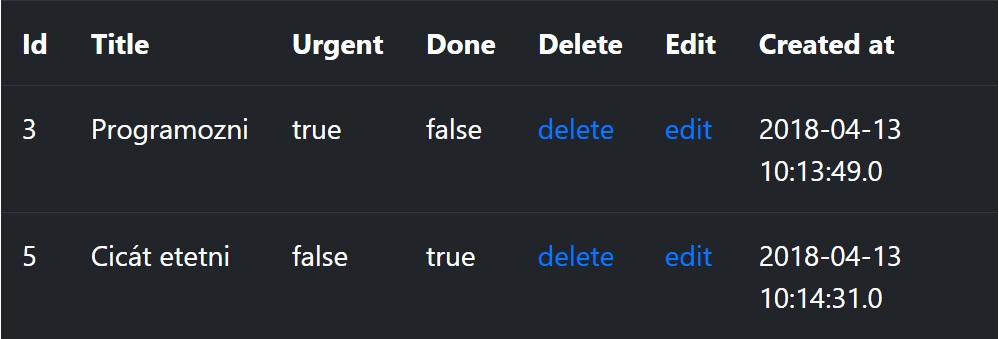 Id Title Urgent Done Delete Edit Created at
3 Programozni true false delete edit 2018-04-13
10:13:49.0
5 Cicát etetni false true delete edit 2018-04-13
10:14:31.0